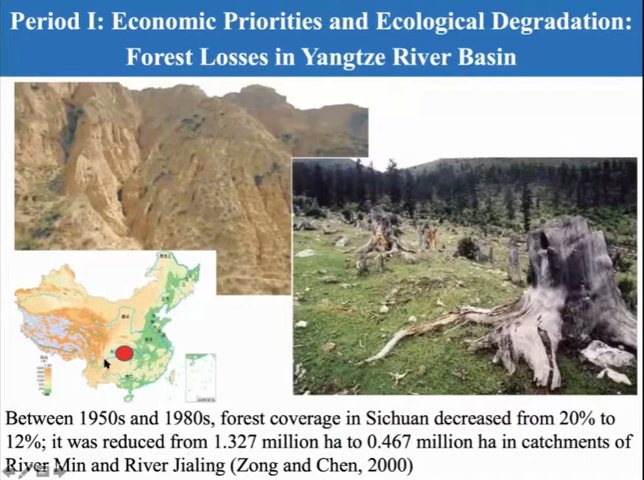 Period I: Economic Priorities and Ecological Degradation:
Forest Losses in Yangtze River Basin
Between 1950s and 1980s, forest coverage in Sichuan decreased from 20% to
12%; it was reduced from 1.327 million ha to 0.467 million ha in catchments of
River Min and River Jialing (Zong and Chen, 2000)